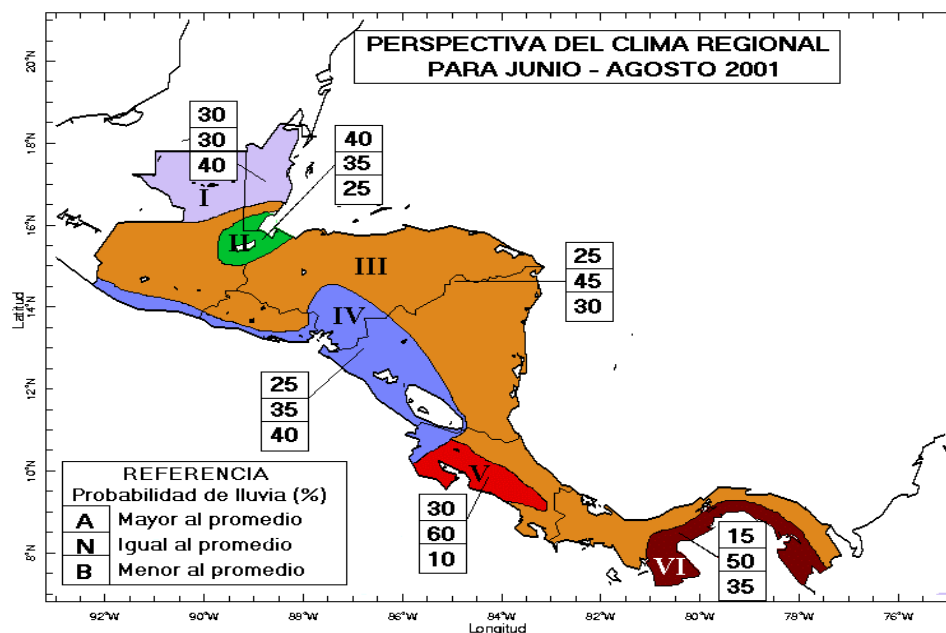 PERSPECTIVA DEL CLIMA REGIONAL
PARA JUNIO - AGOSTO 2001
20°N
18°N
16°N
14°N
12°N
10°N
8°N
Latitud
30
30
40
I
40
35
25
II
III
25
45
30
IV
25
35
40
V
30
60
10
VI
15
50
35
REFERENCIA
Probabilidad de lluvia (%)
A Mayor al promedio
N Igual al promedio
B Menor al promedio
92°W 90°W 88°W 86°W 84°W 82°W 80°W 78°W 76°W
Longitud